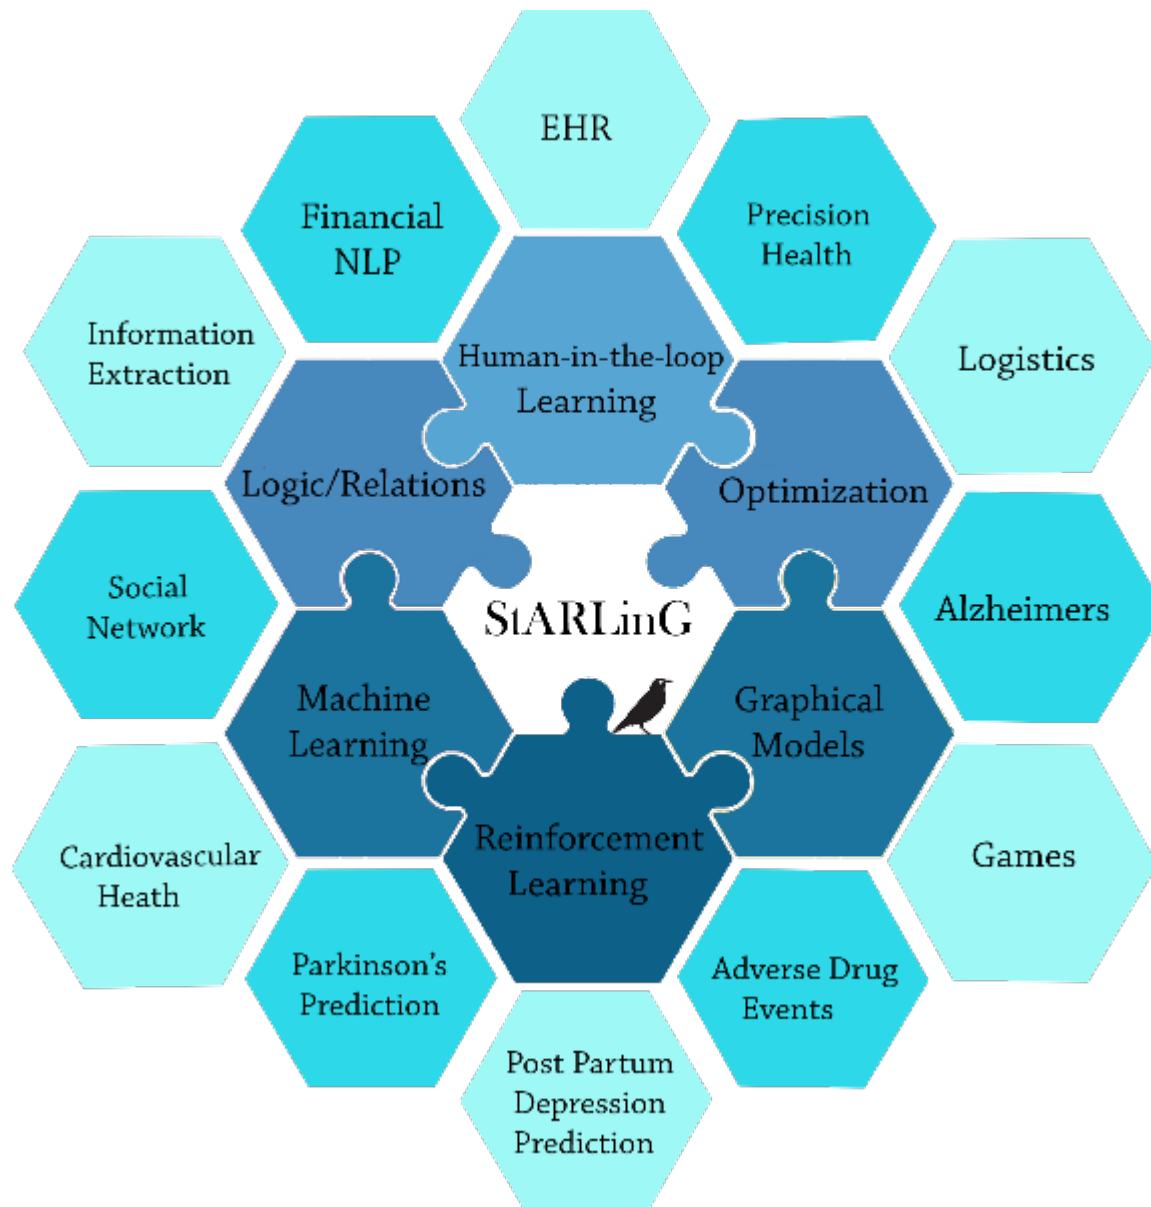 EHR
Financial
NLP
Precision
Health
Information
Extraction
Human-in-the-loop
Learning
Logistics
Logic/Relations
Optimization
Social
Network
StARLinG
Alzheimers
Machine
Learning
Graphical
Models
Cardiovascular
Heath
Reinforcement
Learning
Games
Parkinson's
Prediction
Adverse Drug
Events
Post Partum
Depression
Prediction